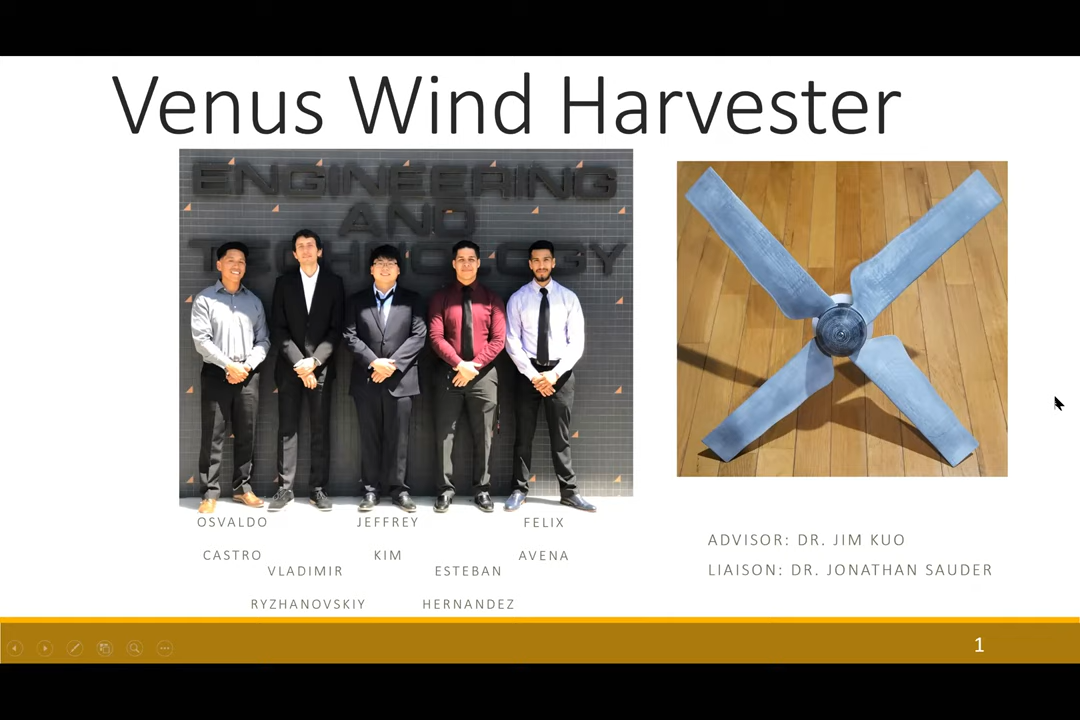 Venus Wind Harvester
ENGINEERING
AND
TECHNOLOGY
OSVALDO
CASTRO
VLADIMIR
RYZHANOVSKIY
JEFFREY
KIM
ESTEBAN
HERNANDEZ
FELIX
AVENA
ADVISOR: DR. JIM KUO
LIAISON: DR. JONATHAN SAUDER
1